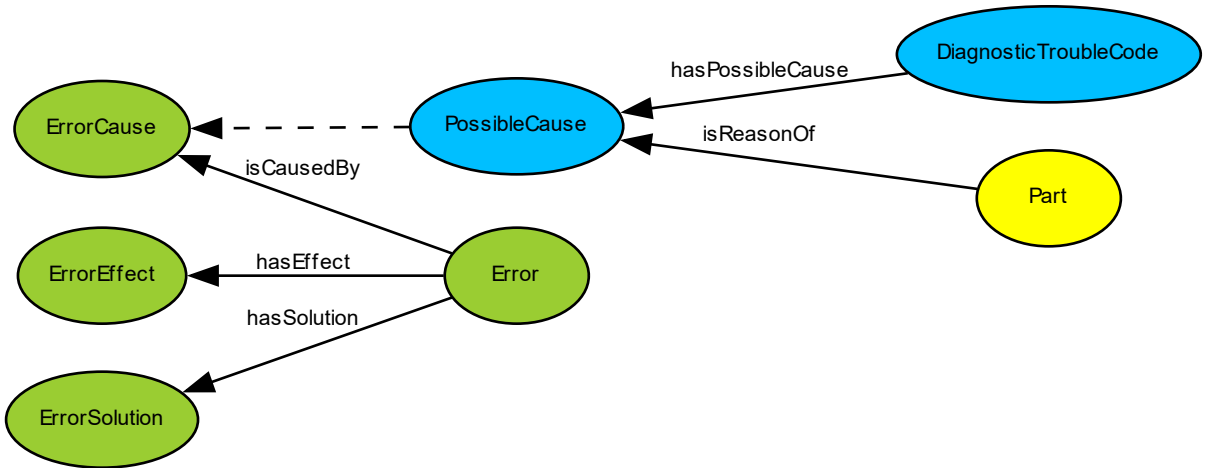 DiagnosticTroubleCode
hasPossibleCause
ErrorCause
PossibleCause
isReasonOf
isCausedBy
Part
ErrorEffect
hasEffect
Error
hasSolution
ErrorSolution